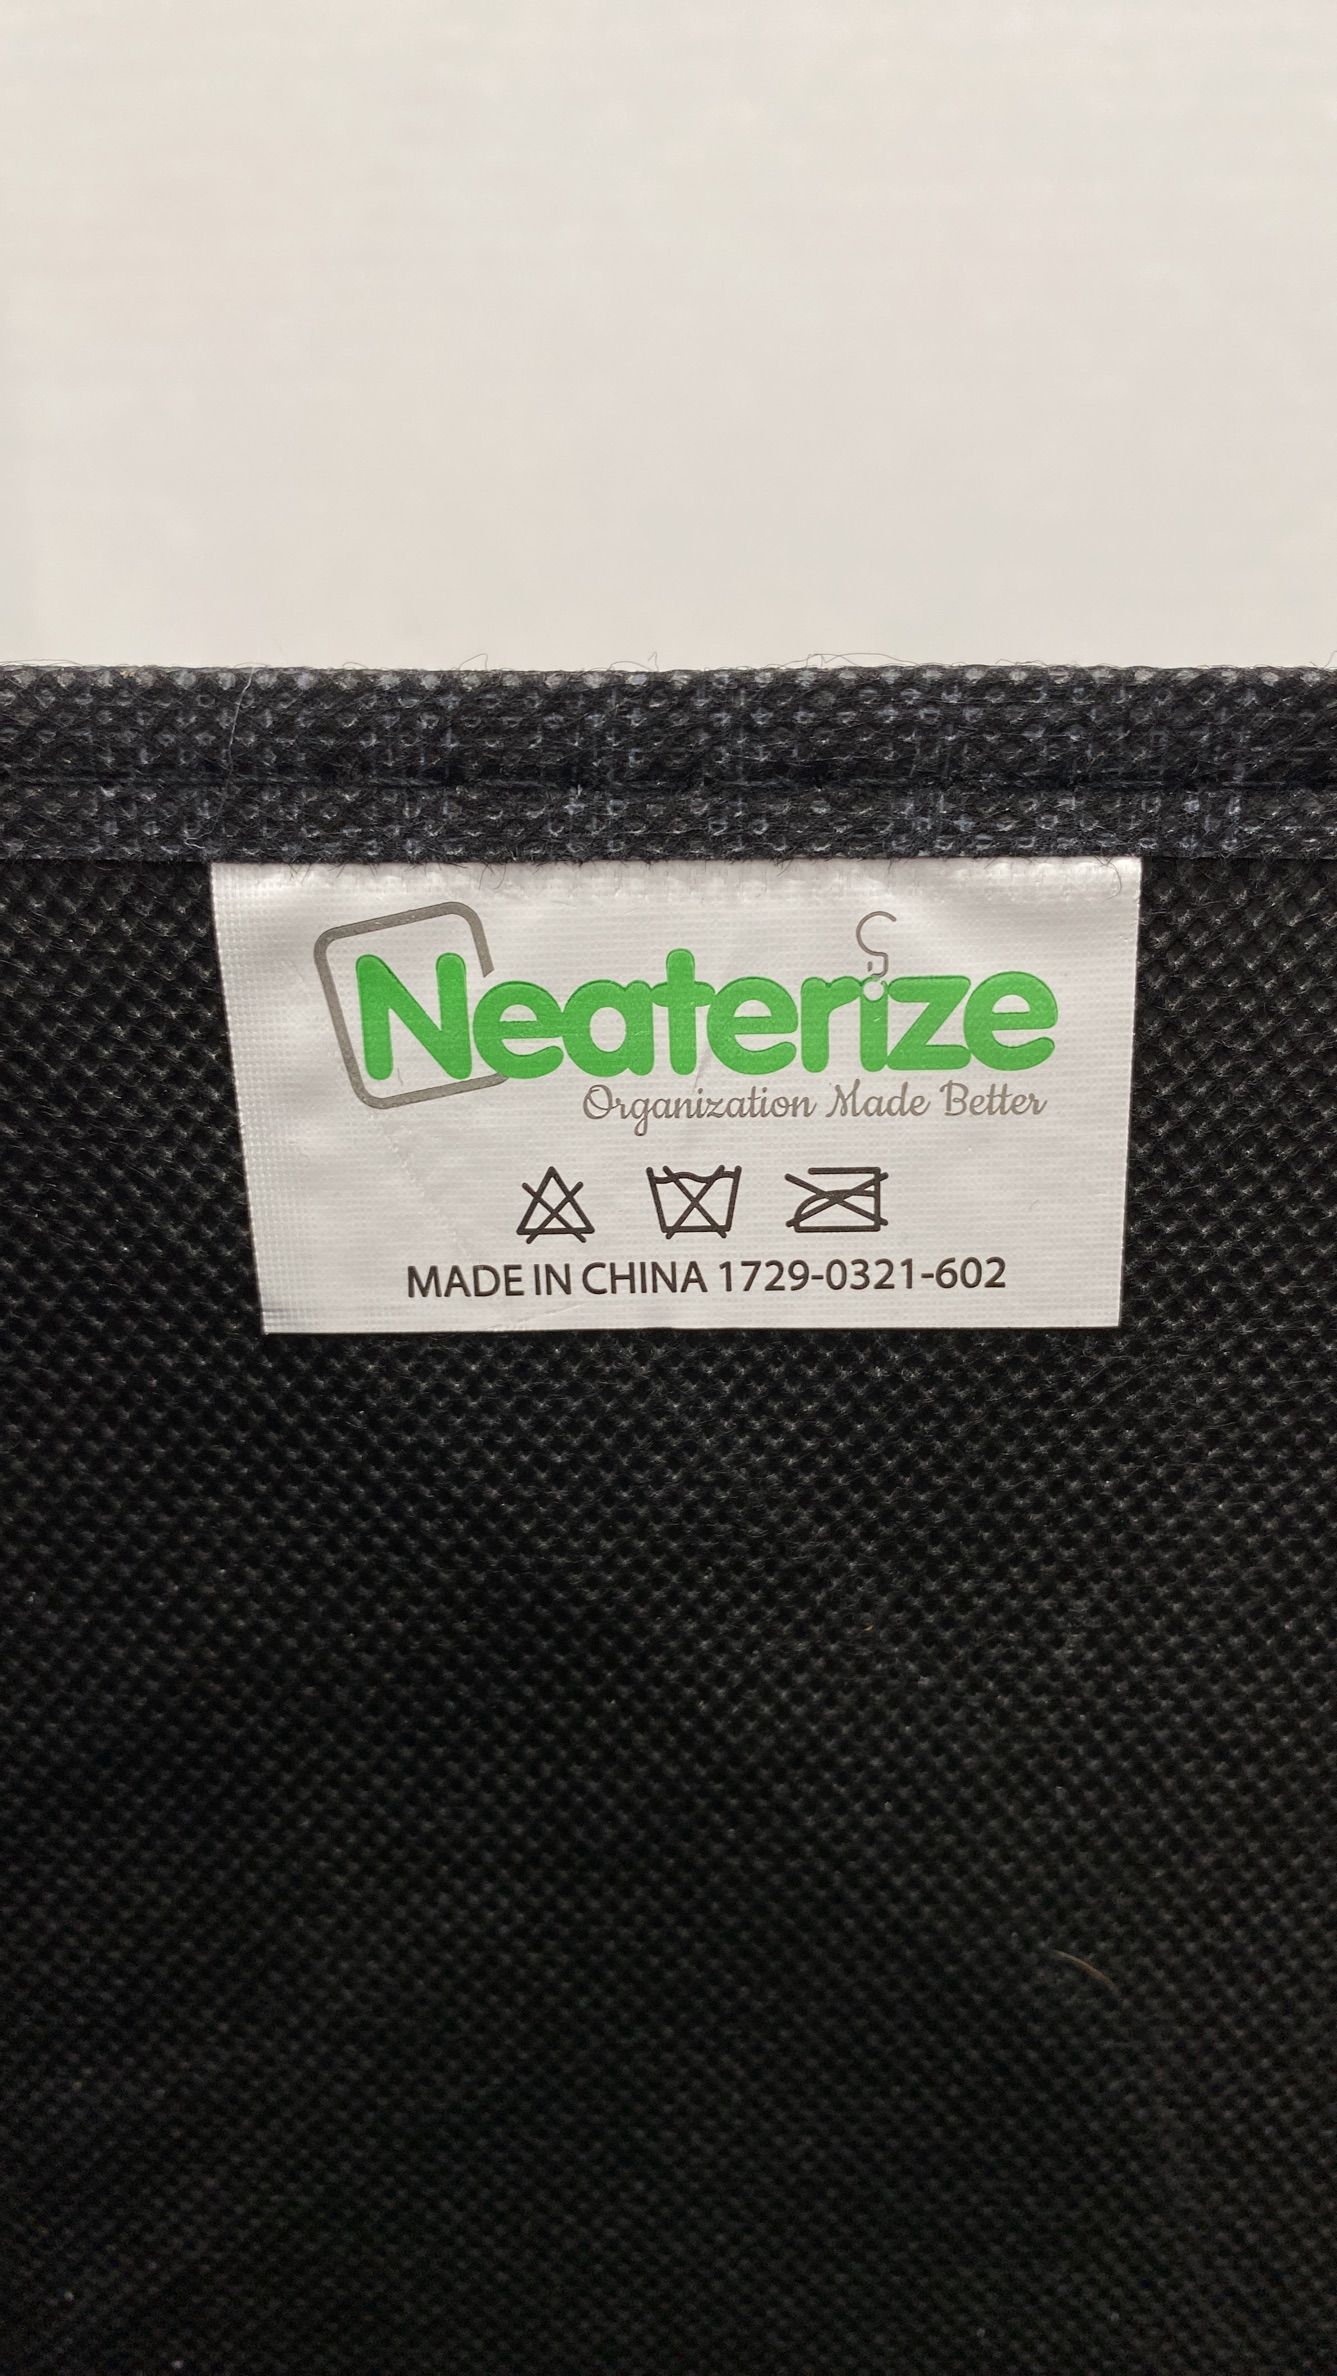 Neaterize
Organization Made Better
MADE IN CHINA 1729-0321-602